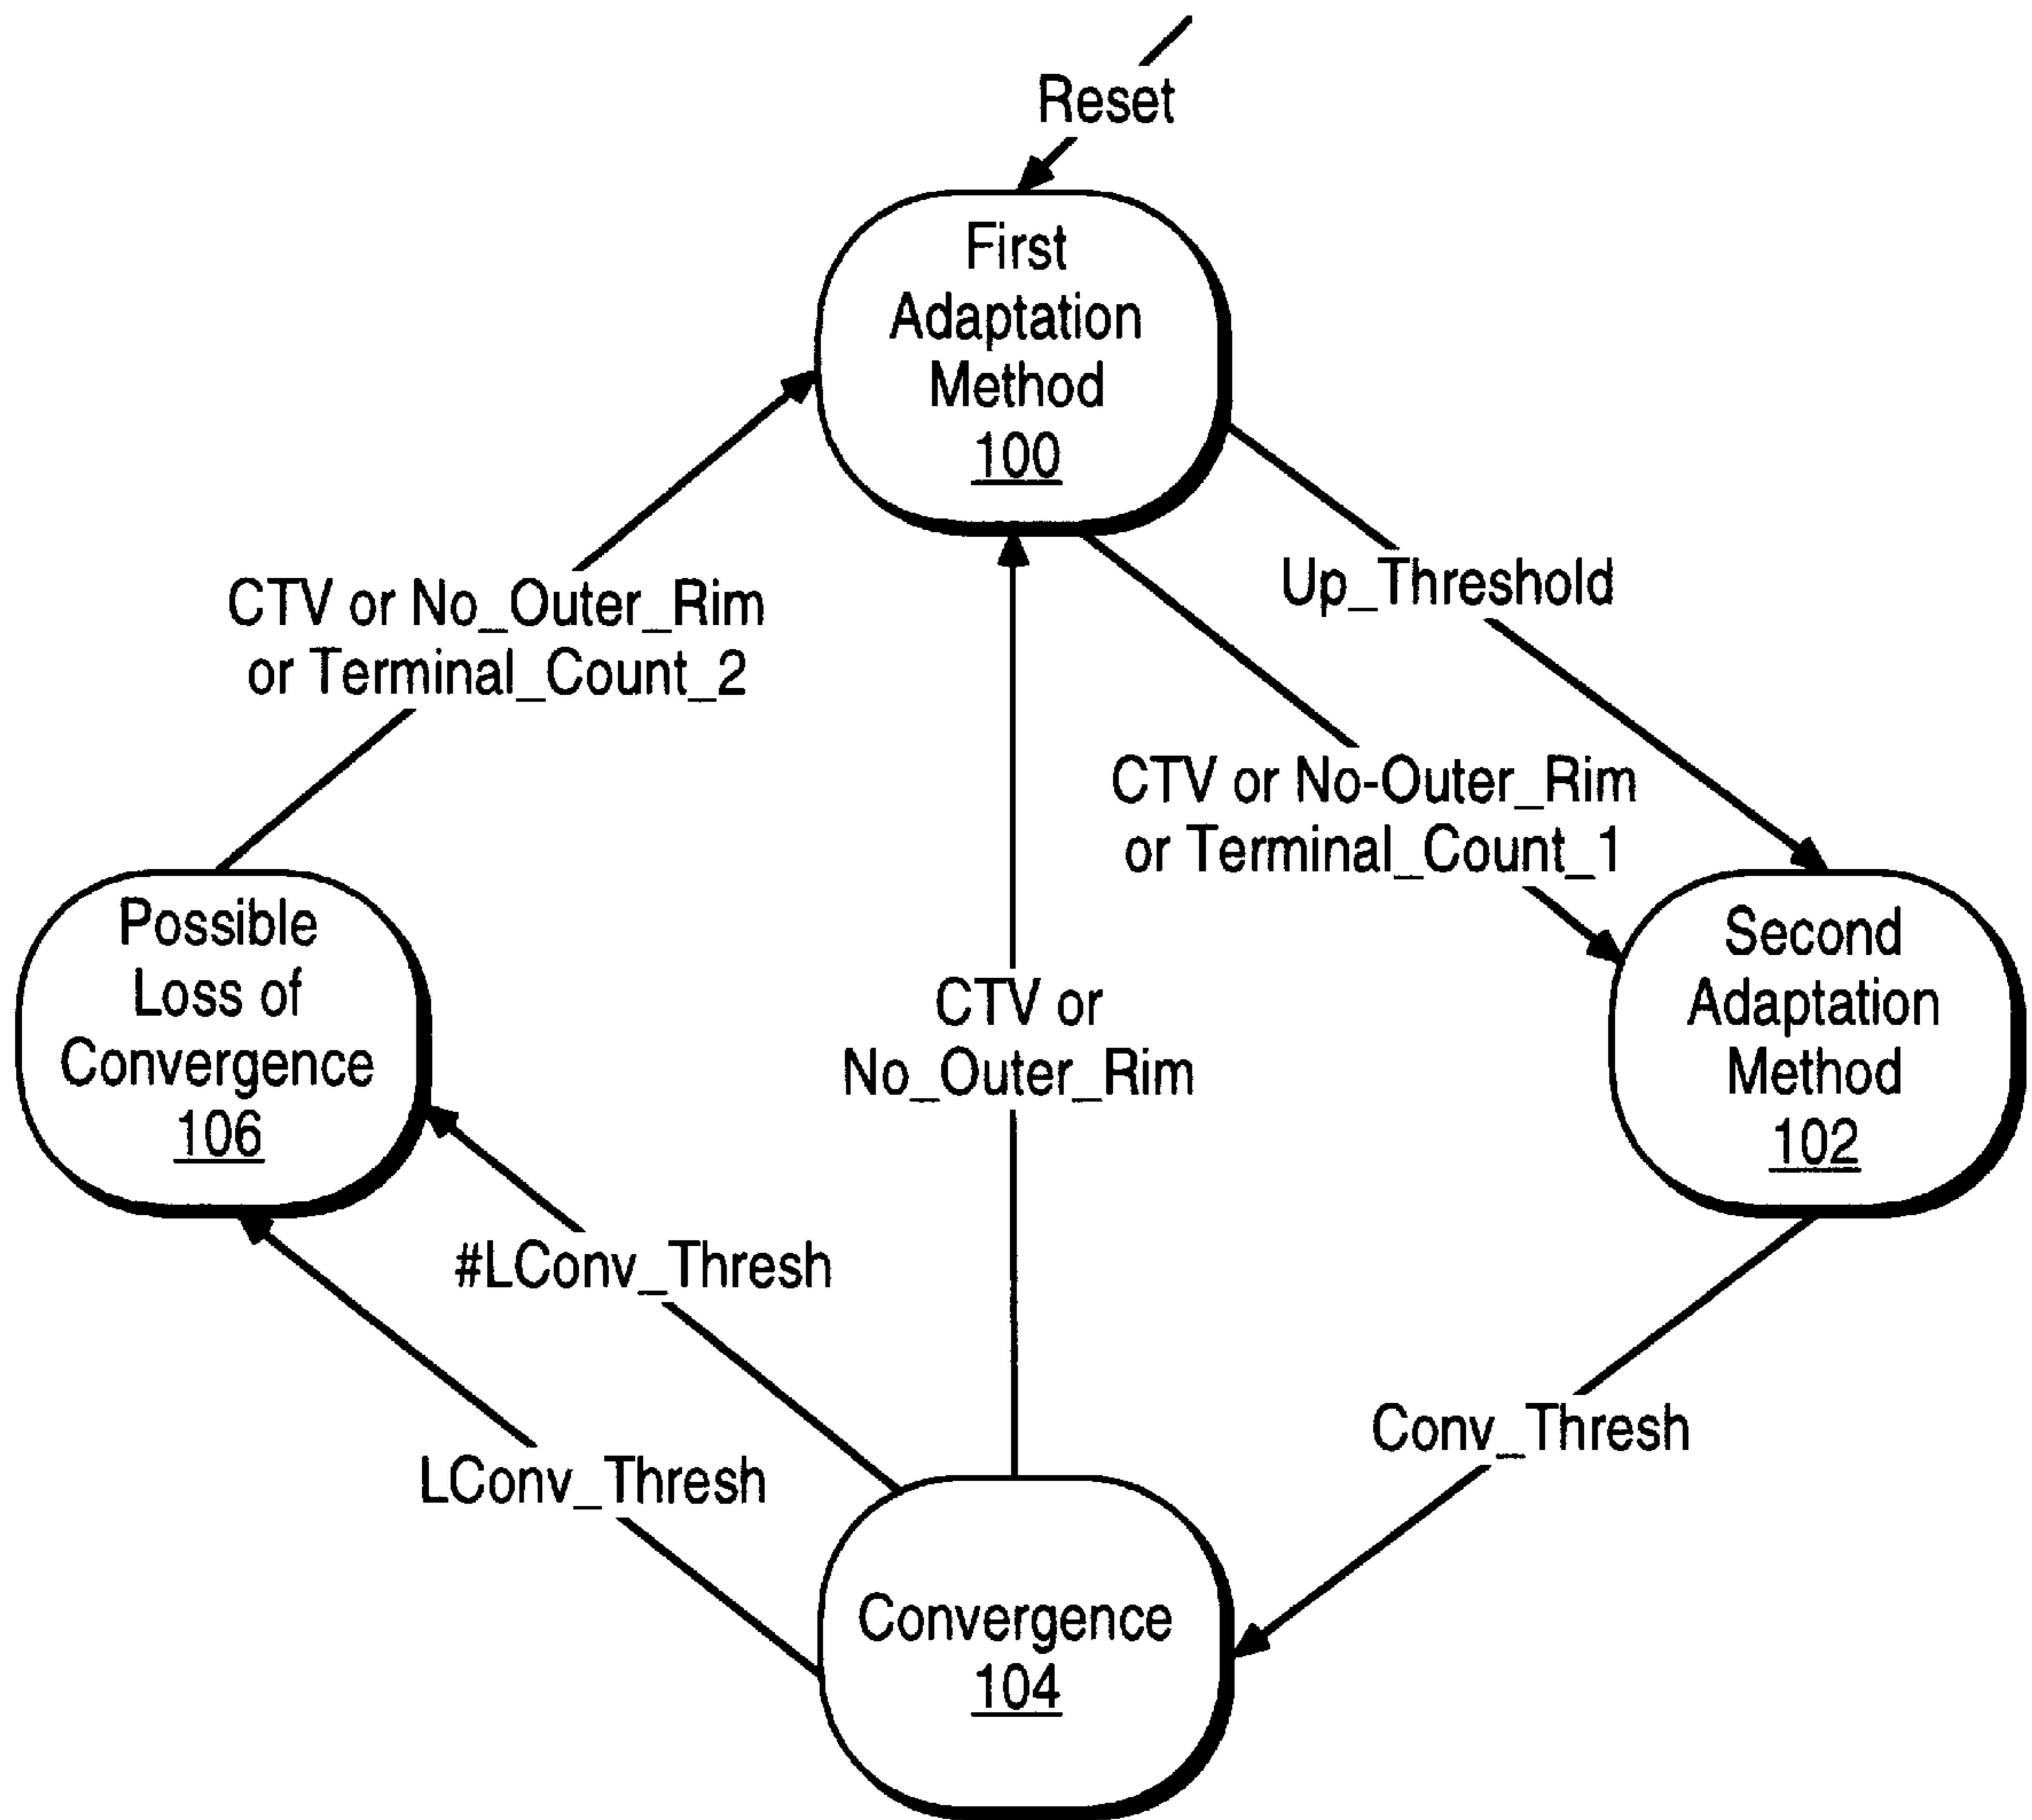 Reset
First
Adaptation
Method
100
Up_Threshold
CTV or No_Outer_Rim
or Terminal_Count_2
CTV or No-Outer_Rim
or Terminal_Count_1
Possible
Loss of
Convergence
106
CTV or
No_Outer_Rim
Second
Adaptation
Method
102
#LConv_Thresh
LConv_Thresh
Conv_Thresh
Convergence
104